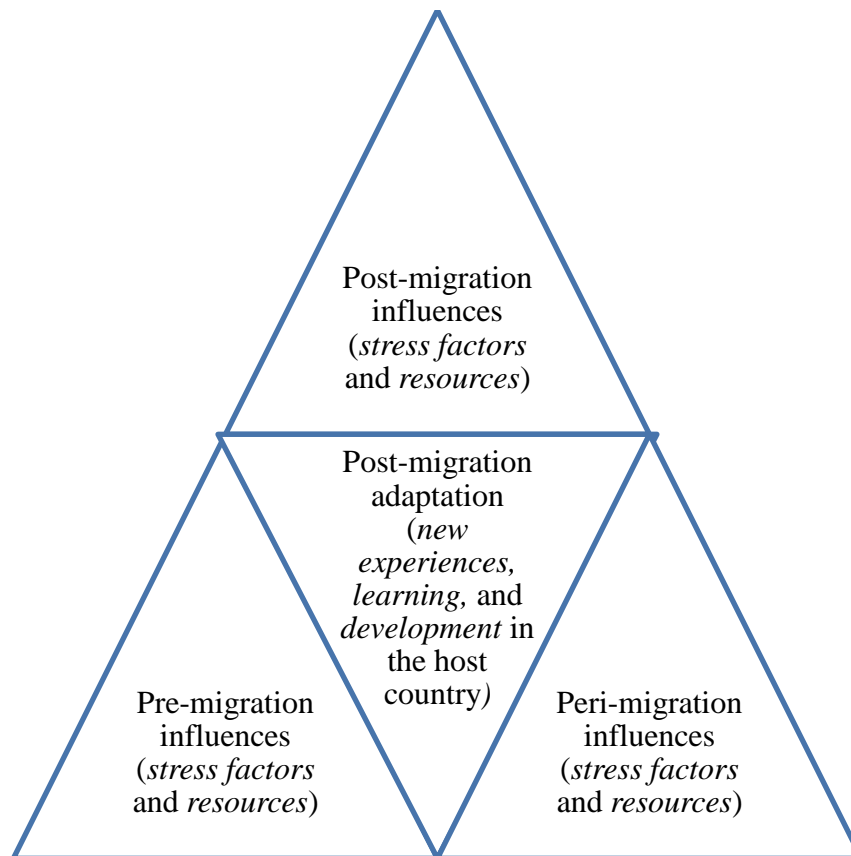 Post-migration
influences
(stress factors
and resources)
Post-migration
adaptation
(new
experiences,
learning, and
development in
the host
country)
Pre-migration
influences
(stress factors
and resources)
Peri-migration
influences
(stress factors
and resources)